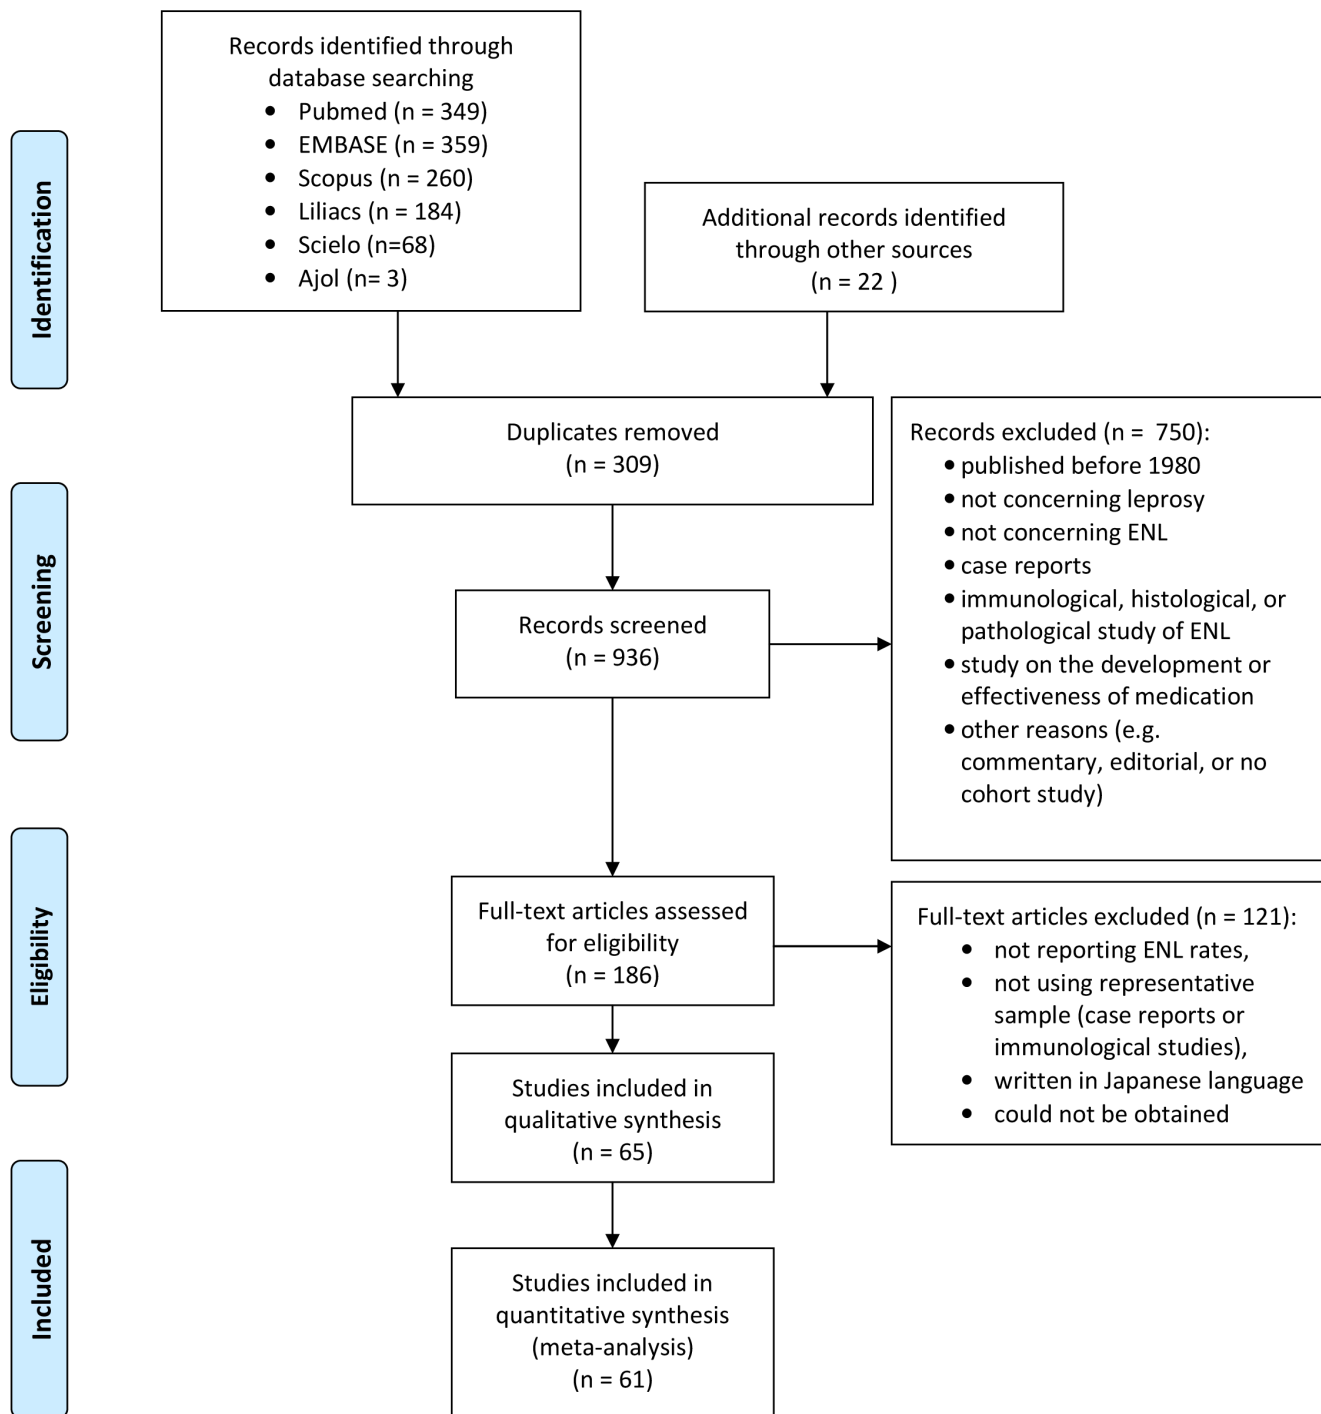 Records identified through
database searching
• Pubmed (n = 349)
• EMBASE (n = 359)
• Scopus (n = 260)
• Liliacs (n = 184)
• Scielo (n=68)
• Ajol (n= 3)
Additional records identified
through other sources
(n = 22 )
Identification
Duplicates removed
(n = 309)
Records excluded (n =  750):
• published before 1980
• not concerning leprosy
• not concerning ENL
• case reports
• immunological, histological, or
pathological study of ENL
• study on the development or
effectiveness of medication
• other reasons (e.g.
commentary, editorial, or no
cohort study)
Screening
Records screened
(n = 936)
Eligibility
Full-text articles assessed
for eligibility
(n = 186)
Full-text articles excluded (n = 121):
• not reporting ENL rates,
• not using representative
sample (case reports or
immunological studies),
• written in Japanese language
• could not be obtained
Studies included in
qualitative synthesis
(n = 65)
Included
Studies included in
quantitative synthesis
(meta-analysis)
(n = 61)